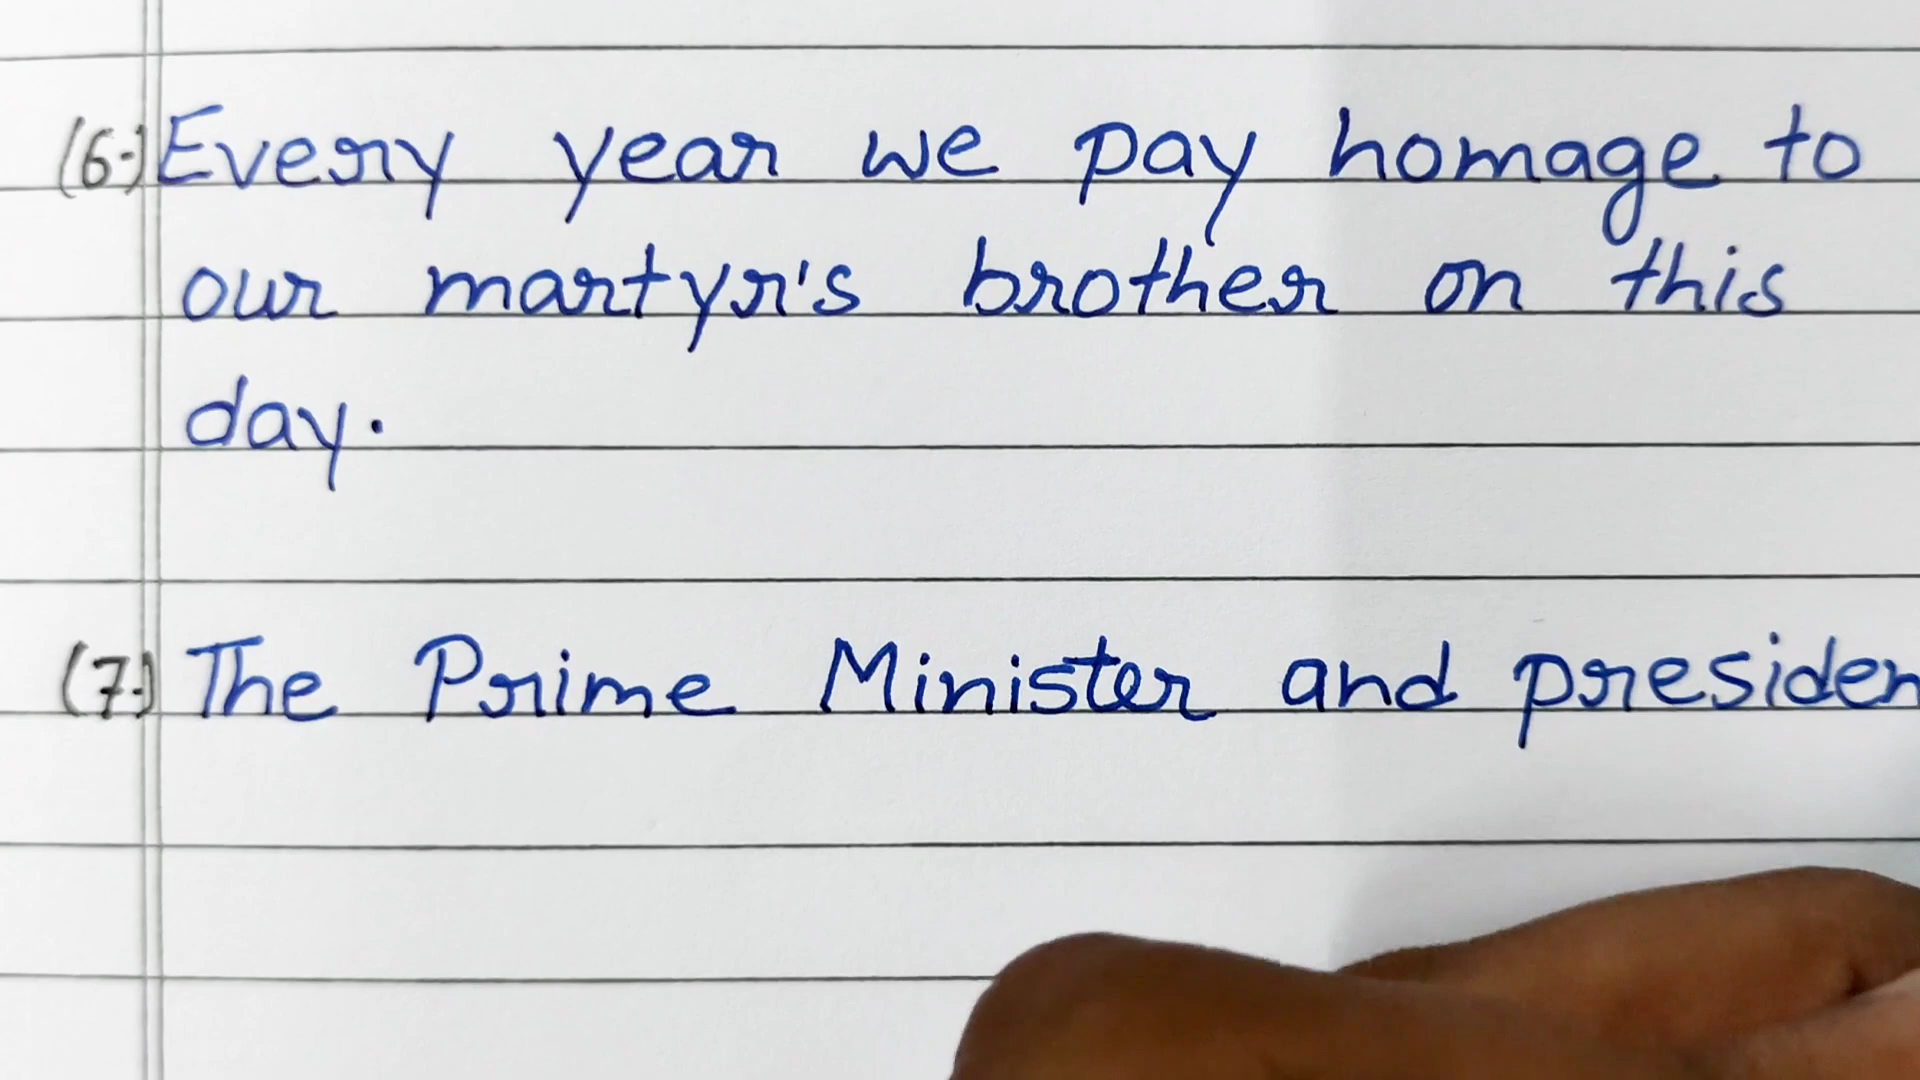 (6.) Every year we pay homage to
our martyr's brother on this
day.
(7.) The Prime Minister and presiden